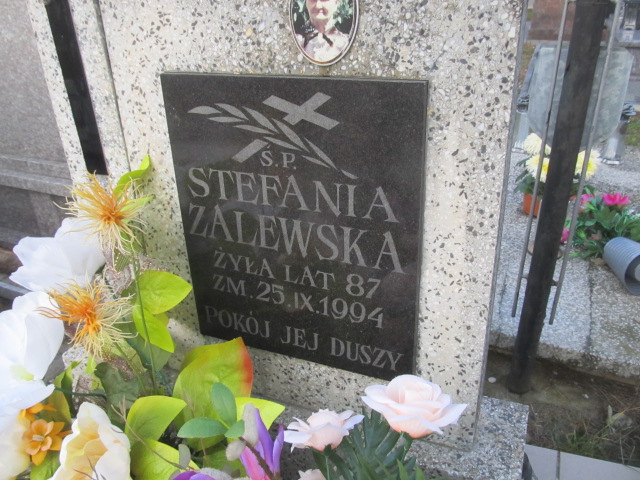 Ś.P.
STEFANIA
ZALEWSKA
ŻYŁA LAT 87
ZM. 25.IX.1994
POKÓJ JEJ DUSZY